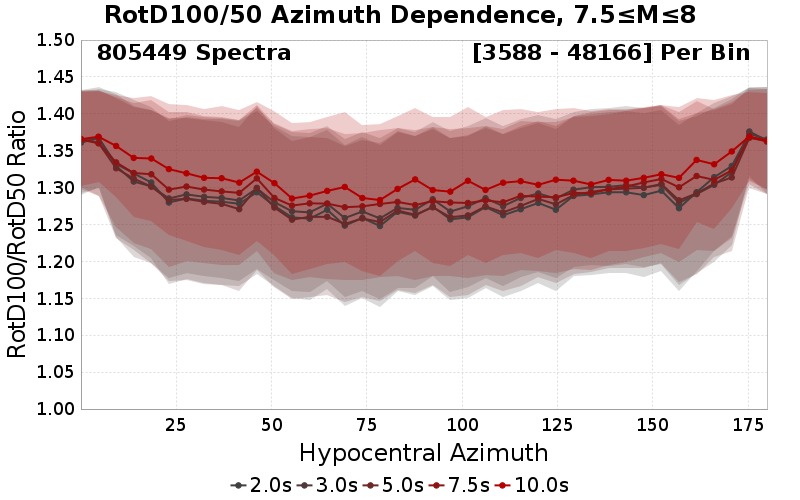 RotD100/50 Azimuth Dependence, 7.5≤M≤8
805449 Spectra
[3588 - 48166] Per Bin
RotD100/RotD50 Ratio
1.50
1.45
1.40
1.35
1.30
1.25
1.20
1.15
1.10
1.05
1.00
25 50 75 100 125 150 175
Hypocentral Azimuth
2.0s 3.0s 5.0s 7.5s 10.0s